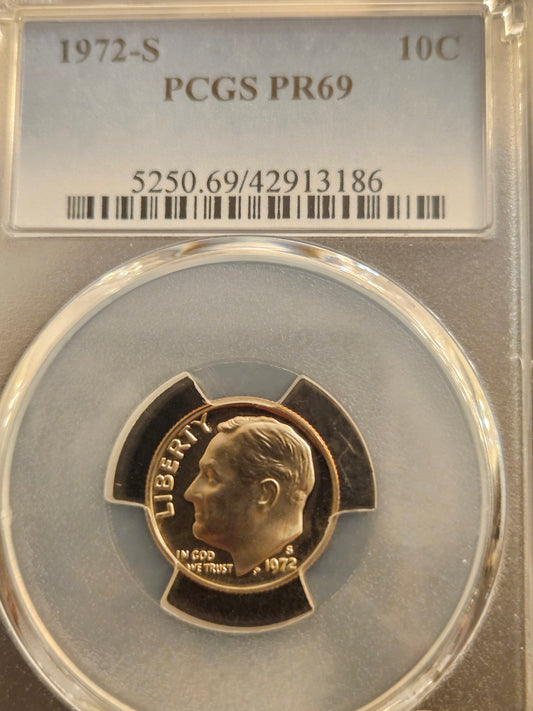 1972-S 10C
PCGS PR69
5250.69/42913186
LIBERTY
IN GOD
WE TRUST
S
1972